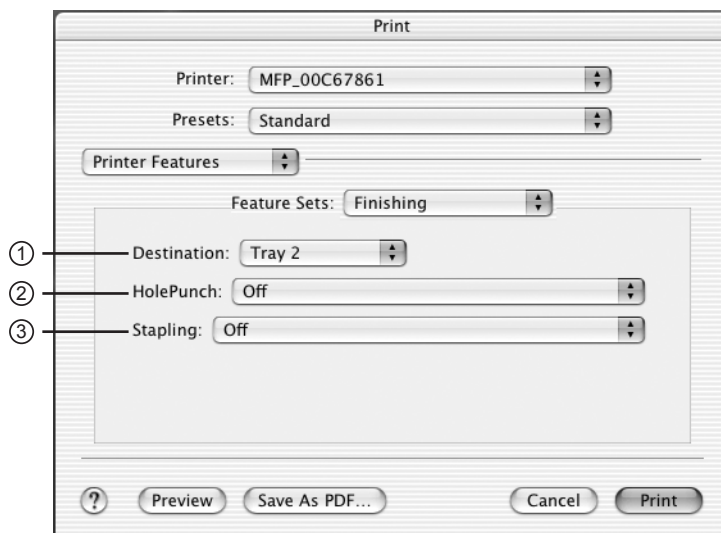 Print
Printer: MFP_00C67861
Presets: Standard
Printer Features
Feature Sets: Finishing
① Destination: Tray 2
② HolePunch: Off
③ Stapling: Off
? Preview Save As PDF... Cancel Print